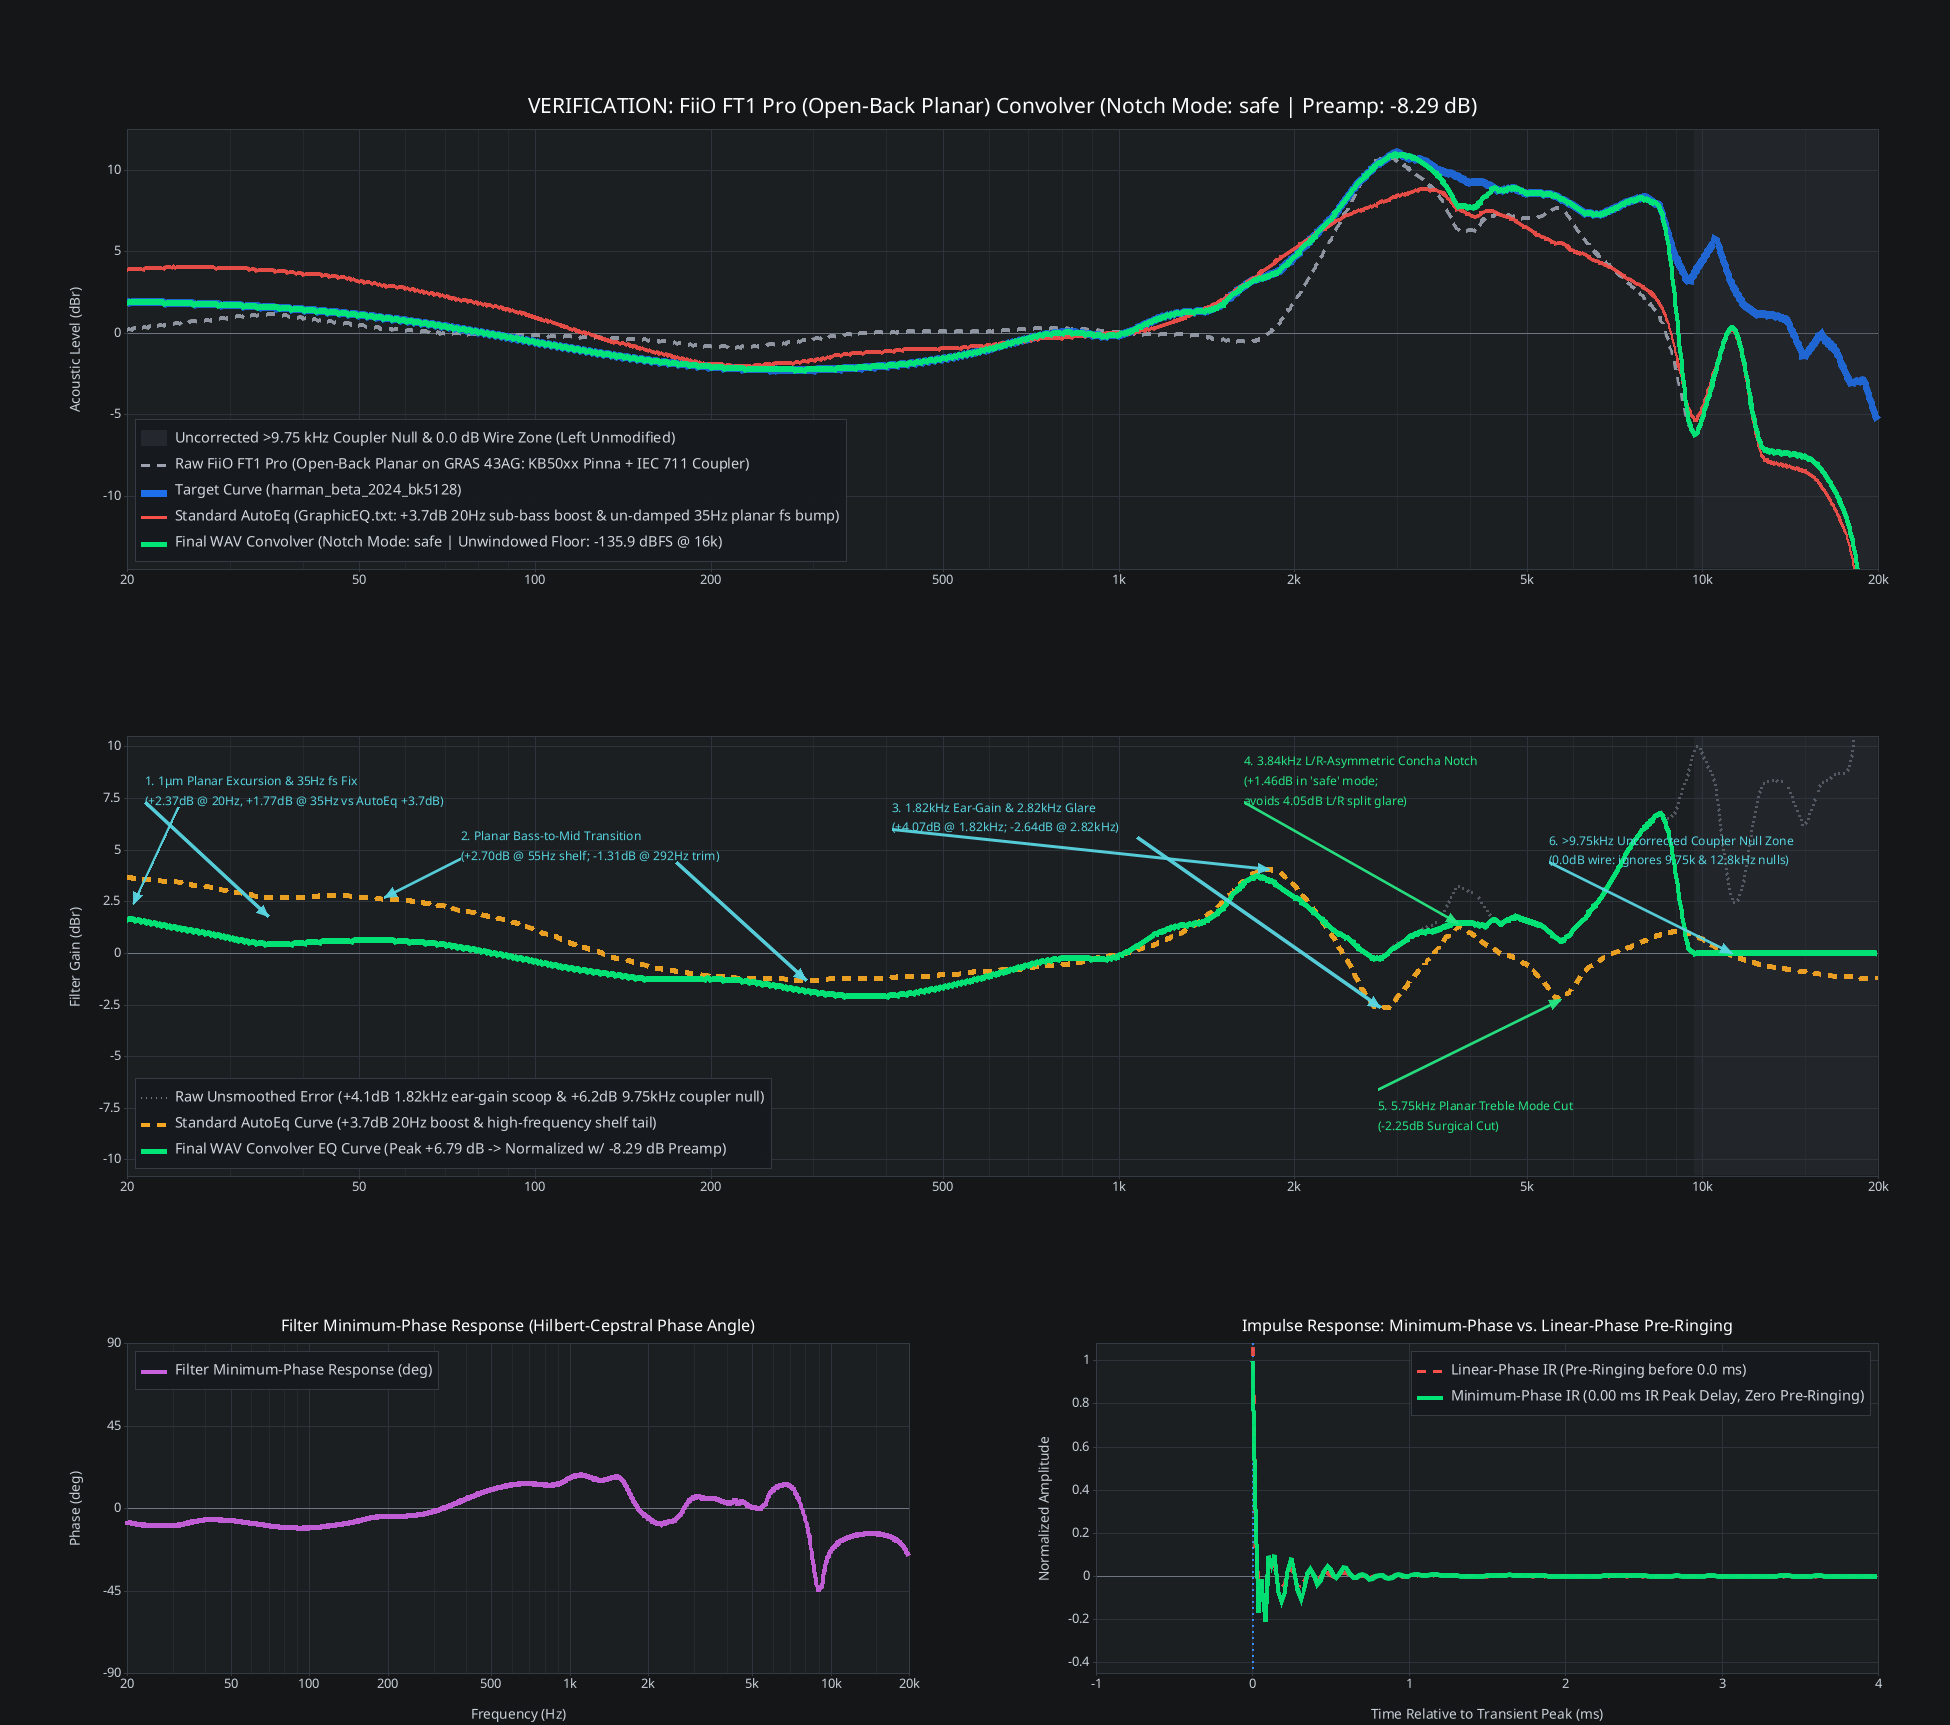 VERIFICATION: FiiO FT1 Pro (Open-Back Planar) Convolver (Notch Mode: safe | Preamp: -8.29 dB)
10
5
0
-5
-10
Acoustic Level (dBr)
Uncorrected >9.75 kHz Coupler Null & 0.0 dB Wire Zone (Left Unmodified)
Raw FiiO FT1 Pro (Open-Back Planar on GRAS 43AG: KB50xx Pinna + IEC 711 Coupler)
Target Curve (harman_beta_2024_bk5128)
Standard AutoEq (GraphicEQ.txt: +3.7dB 20Hz sub-bass boost & un-damped 35Hz planar fs bump)
Final WAV Convolver (Notch Mode: safe | Unwindowed Floor: -135.9 dBFS @ 16k)
20 50 100 200 500 1k 2k 5k 10k 20k
10
7.5
5
2.5
0
-2.5
-5
-7.5
-10
Filter Gain (dBr)
1. 1μm Planar Excursion & 35Hz fs Fix
(+2.37dB @ 20Hz, +1.77dB @ 35Hz vs AutoEq +3.7dB)
2. Planar Bass-to-Mid Transition
(+2.70dB @ 55Hz shelf; -1.31dB @ 292Hz trim)
3. 1.82kHz Ear-Gain & 2.82kHz Glare
(+4.07dB @ 1.82kHz; -2.64dB @ 2.82kHz)
4. 3.84kHz L/R-Asymmetric Concha Notch
(+1.46dB in 'safe' mode;
avoids 4.05dB L/R split glare)
6. >9.75kHz Uncorrected Coupler Null Zone
(0.0dB wire: ignores 9.75k & 12.8kHz nulls)
5. 5.75kHz Planar Treble Mode Cut
(-2.25dB Surgical Cut)
Raw Unsmoothed Error (+4.1dB 1.82kHz ear-gain scoop & +6.2dB 9.75kHz coupler null)
Standard AutoEq Curve (+3.7dB 20Hz boost & high-frequency shelf tail)
Final WAV Convolver EQ Curve (Peak +6.79 dB -> Normalized w/ -8.29 dB Preamp)
20 50 100 200 500 1k 2k 5k 10k 20k
Filter Minimum-Phase Response (Hilbert-Cepstral Phase Angle)
90
45
0
-45
-90
Phase (deg)
Filter Minimum-Phase Response (deg)
20 50 100 200 500 1k 2k 5k 10k 20k
Frequency (Hz)
Impulse Response: Minimum-Phase vs. Linear-Phase Pre-Ringing
1
0.8
0.6
0.4
0.2
0
-0.2
-0.4
Normalized Amplitude
Linear-Phase IR (Pre-Ringing before 0.0 ms)
Minimum-Phase IR (0.00 ms IR Peak Delay, Zero Pre-Ringing)
-1 0 1 2 3 4
Time Relative to Transient Peak (ms)